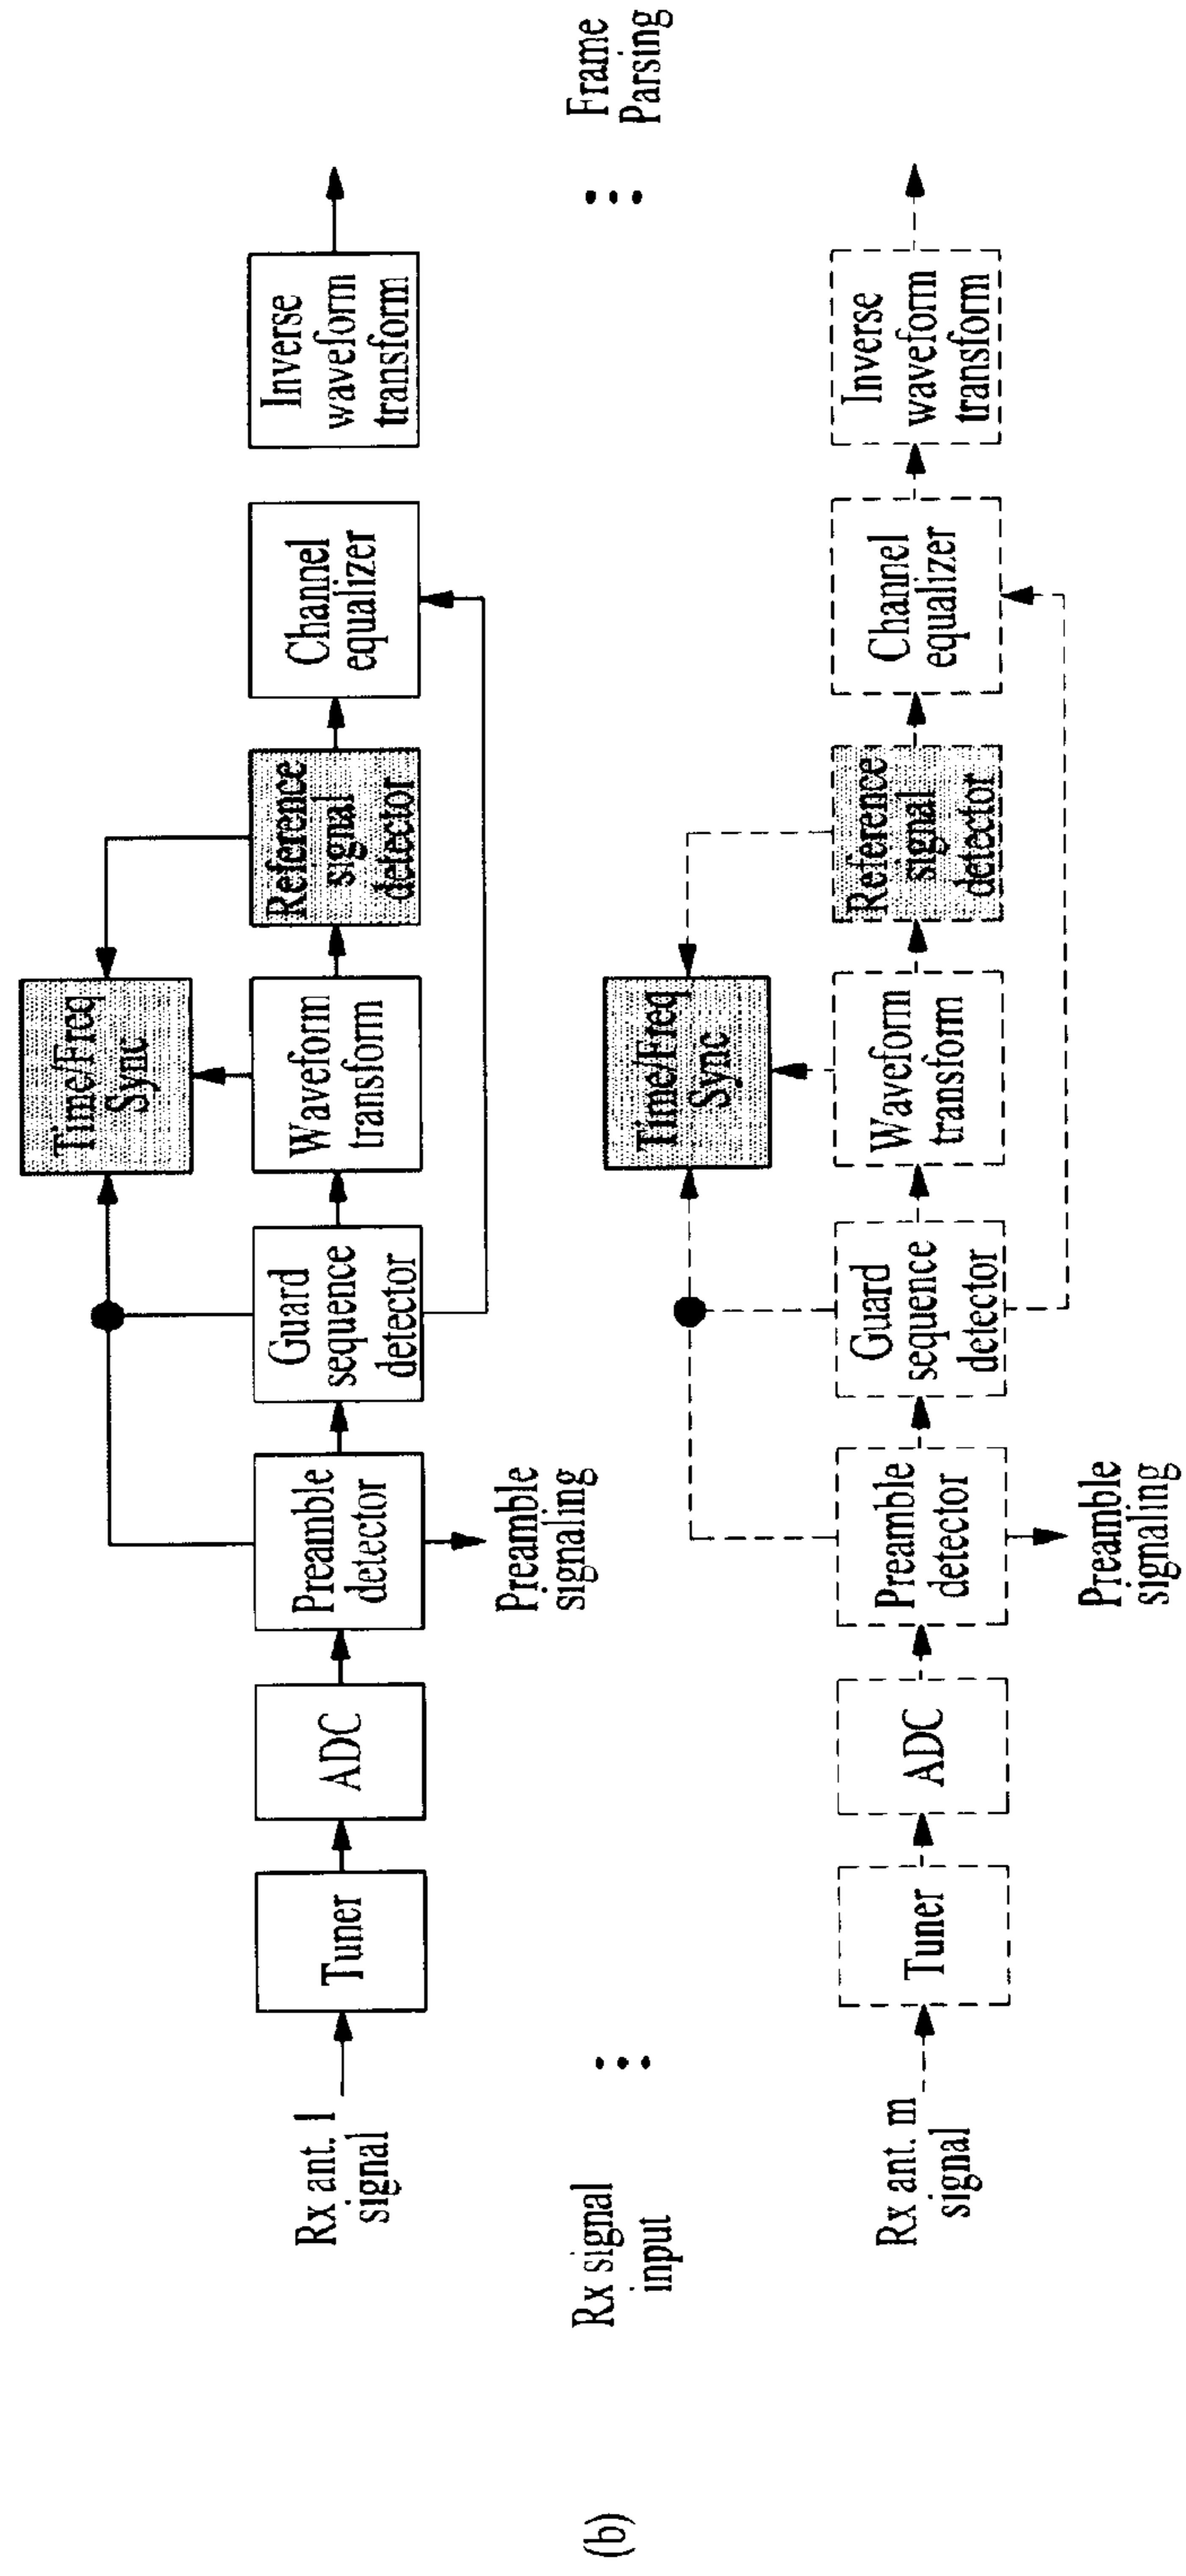 (b)
Rx signal
input
Rx ant. 1
signal
Tuner
ADC
Preamble
detector
Preamble
signaling
Guard
sequence
detector
Time/Freq
Sync
Waveform
transform
Reference
signal
detector
Channel
equalizer
Inverse
waveform
transform
Frame
Parsing
Rx ant. m
signal
Tuner
ADC
Preamble
detector
Preamble
signaling
Guard
sequence
detector
Time/Freq
Sync
Waveform
transform
Reference
signal
detector
Channel
equalizer
Inverse
waveform
transform